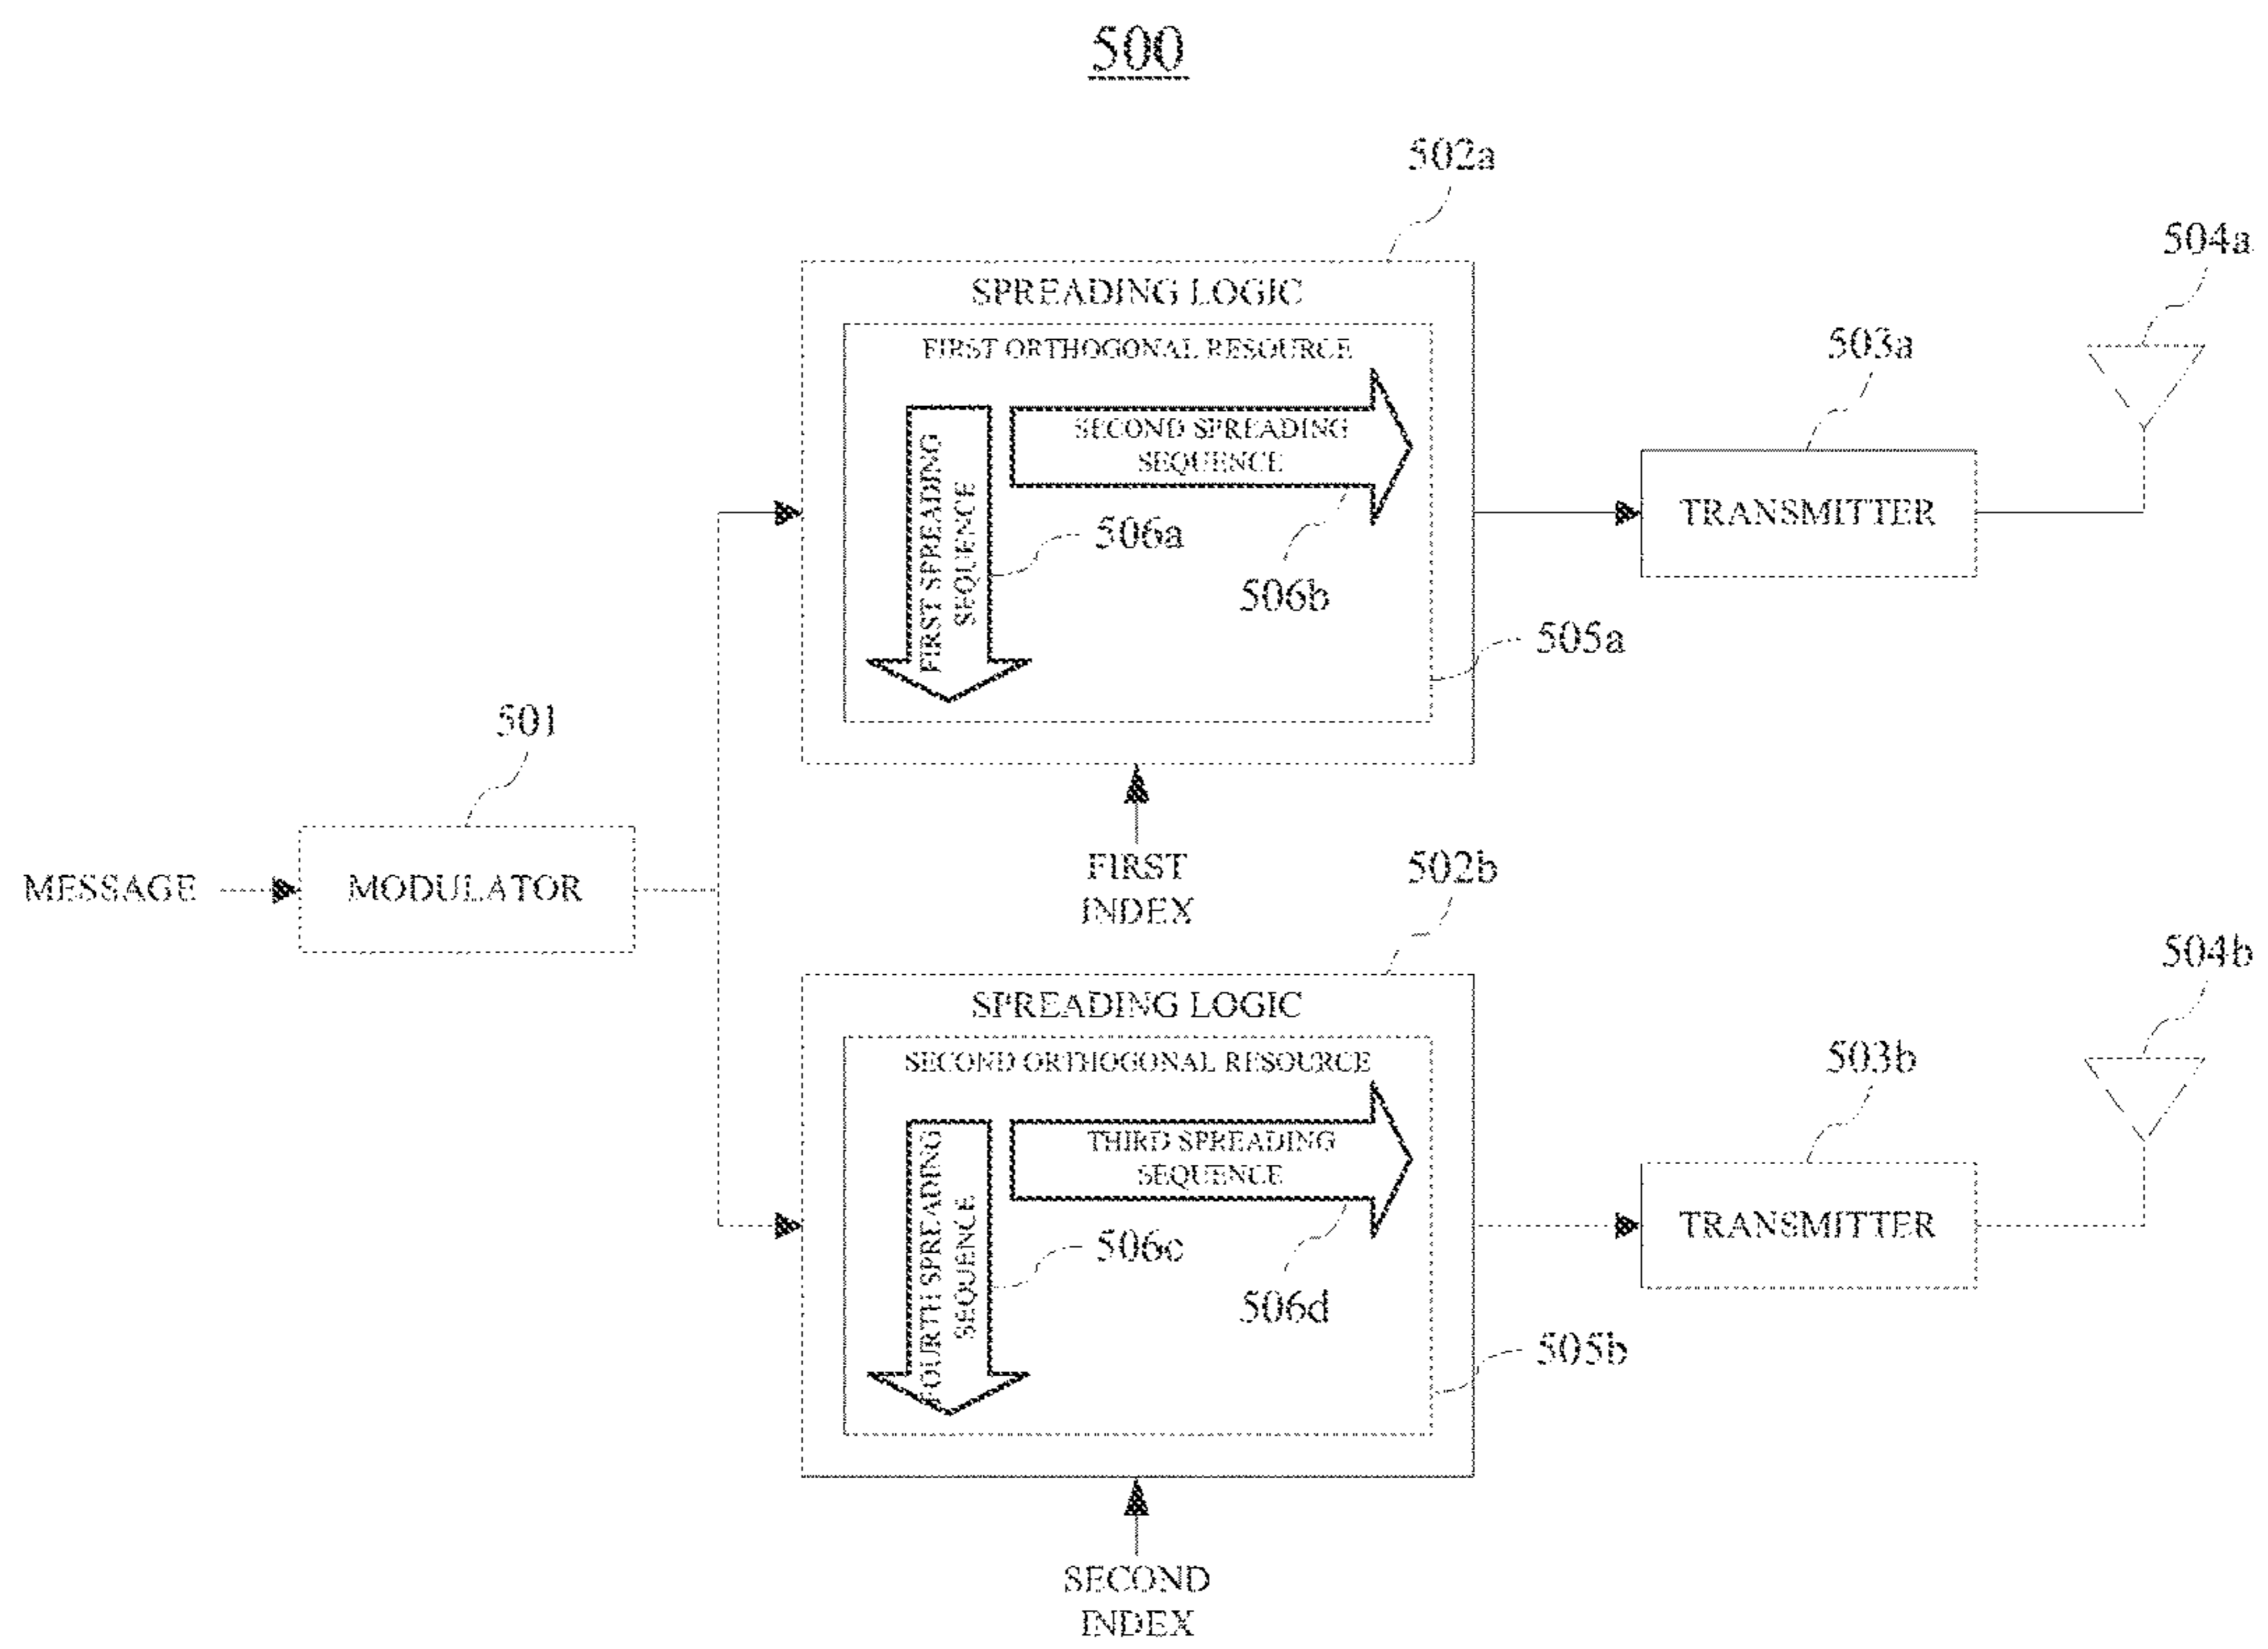 500
502a
504a
SPREADING LOGIC
FIRST ORTHOGONAL RESOURCE
503a
SECOND SPREADING
SEQUENCE
FIRST SPREADING
SEQUENCE
506a
TRANSMITTER
506b
505a
501
FIRST
INDEX
502b
MESSAGE
MODULATOR
504b
SPREADING LOGIC
SECOND ORTHOGONAL RESOURCE
503b
THIRD SPREADING
SEQUENCE
FOURTH SPREADING
SEQUENCE
506c
TRANSMITTER
506d
505b
SECOND
INDEX